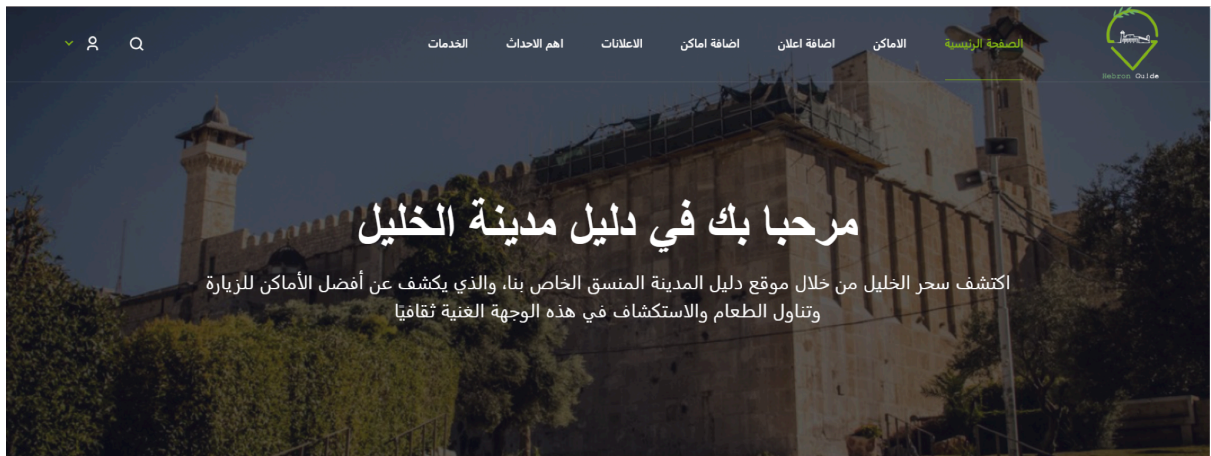 Hebron Guide
الصفحة الرئيسية
الاماكن
اضافة اعلان
اضافة اماكن
الاعلانات
اهم الاحداث
الخدمات
مرحبا بك في دليل مدينة الخليل
اكتشف سحر الخليل من خلال موقع دليل المدينة المنسق الخاص بنا، والذي يكشف عن أفضل الأماكن للزيارة
وتناول الطعام والاستكشاف في هذه الوجهة الغنية ثقافيًا